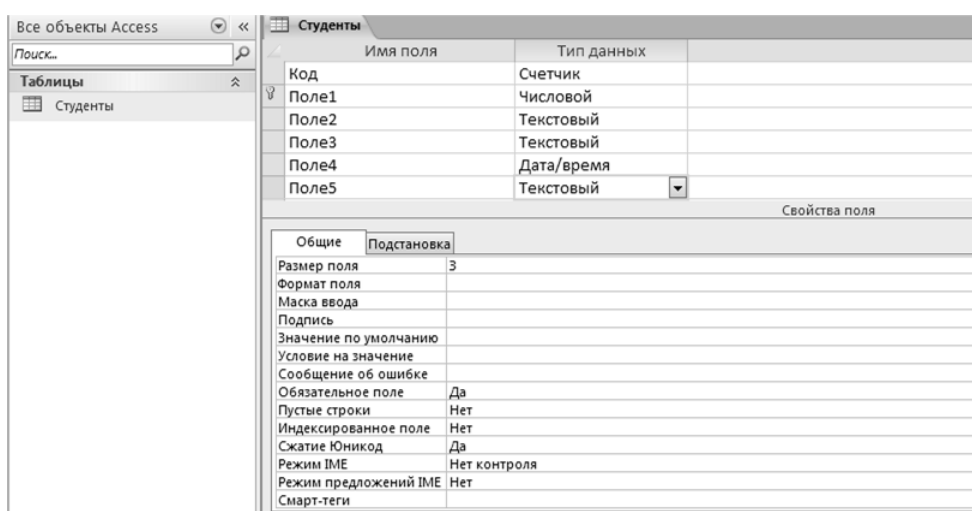 Все объекты Access
Поиск...
Таблицы
Студенты
Студенты
Имя поля Тип данных
Код Счетчик
Поле1 Числовой
Поле2 Текстовый
Поле3 Текстовый
Поле4 Дата/время
Поле5 Текстовый
Свойства поля
Общие Подстановка
Размер поля 3
Формат поля
Маска ввода
Подпись
Значение по умолчанию
Условие на значение
Сообщение об ошибке
Обязательное поле Да
Пустые строки Нет
Индексированное поле Нет
Сжатие Юникод Да
Режим IME Нет контроля
Режим предложений IME Нет
Смарт-теги